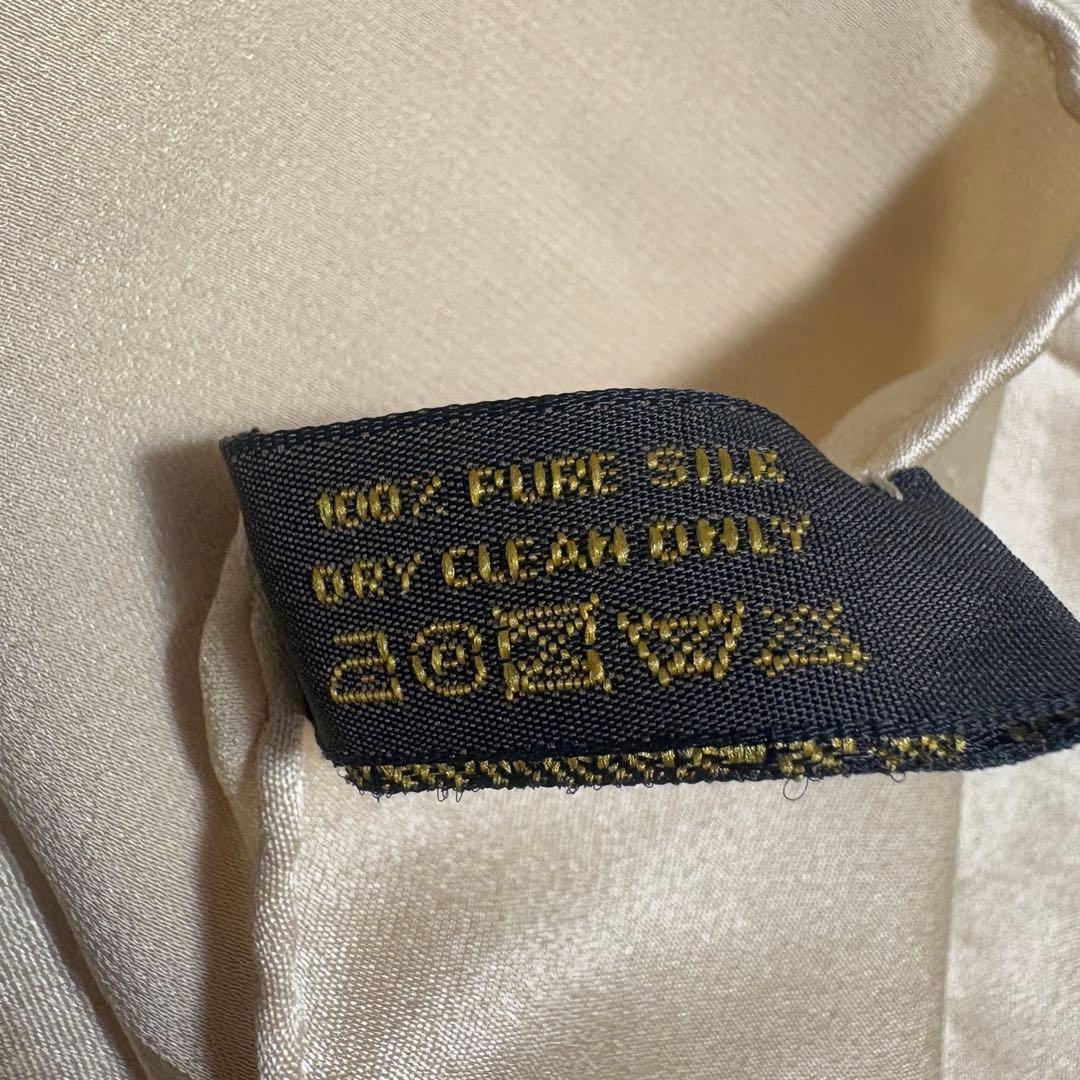 100% PURE SILK
DRY CLEAN ONLY
P